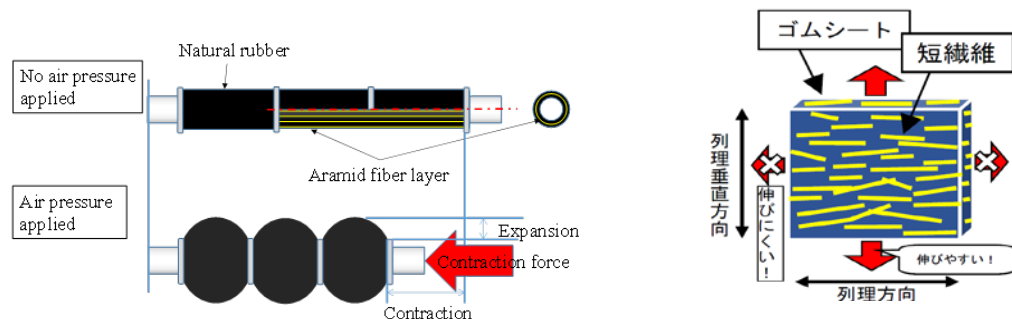 Natural rubber
No air pressure
applied
Aramid fiber layer
Air pressure
applied
Expansion
Contraction force
Contraction
ゴムシート
短繊維
列理垂直方向
伸びにくい!
伸びやすい!
列理方向